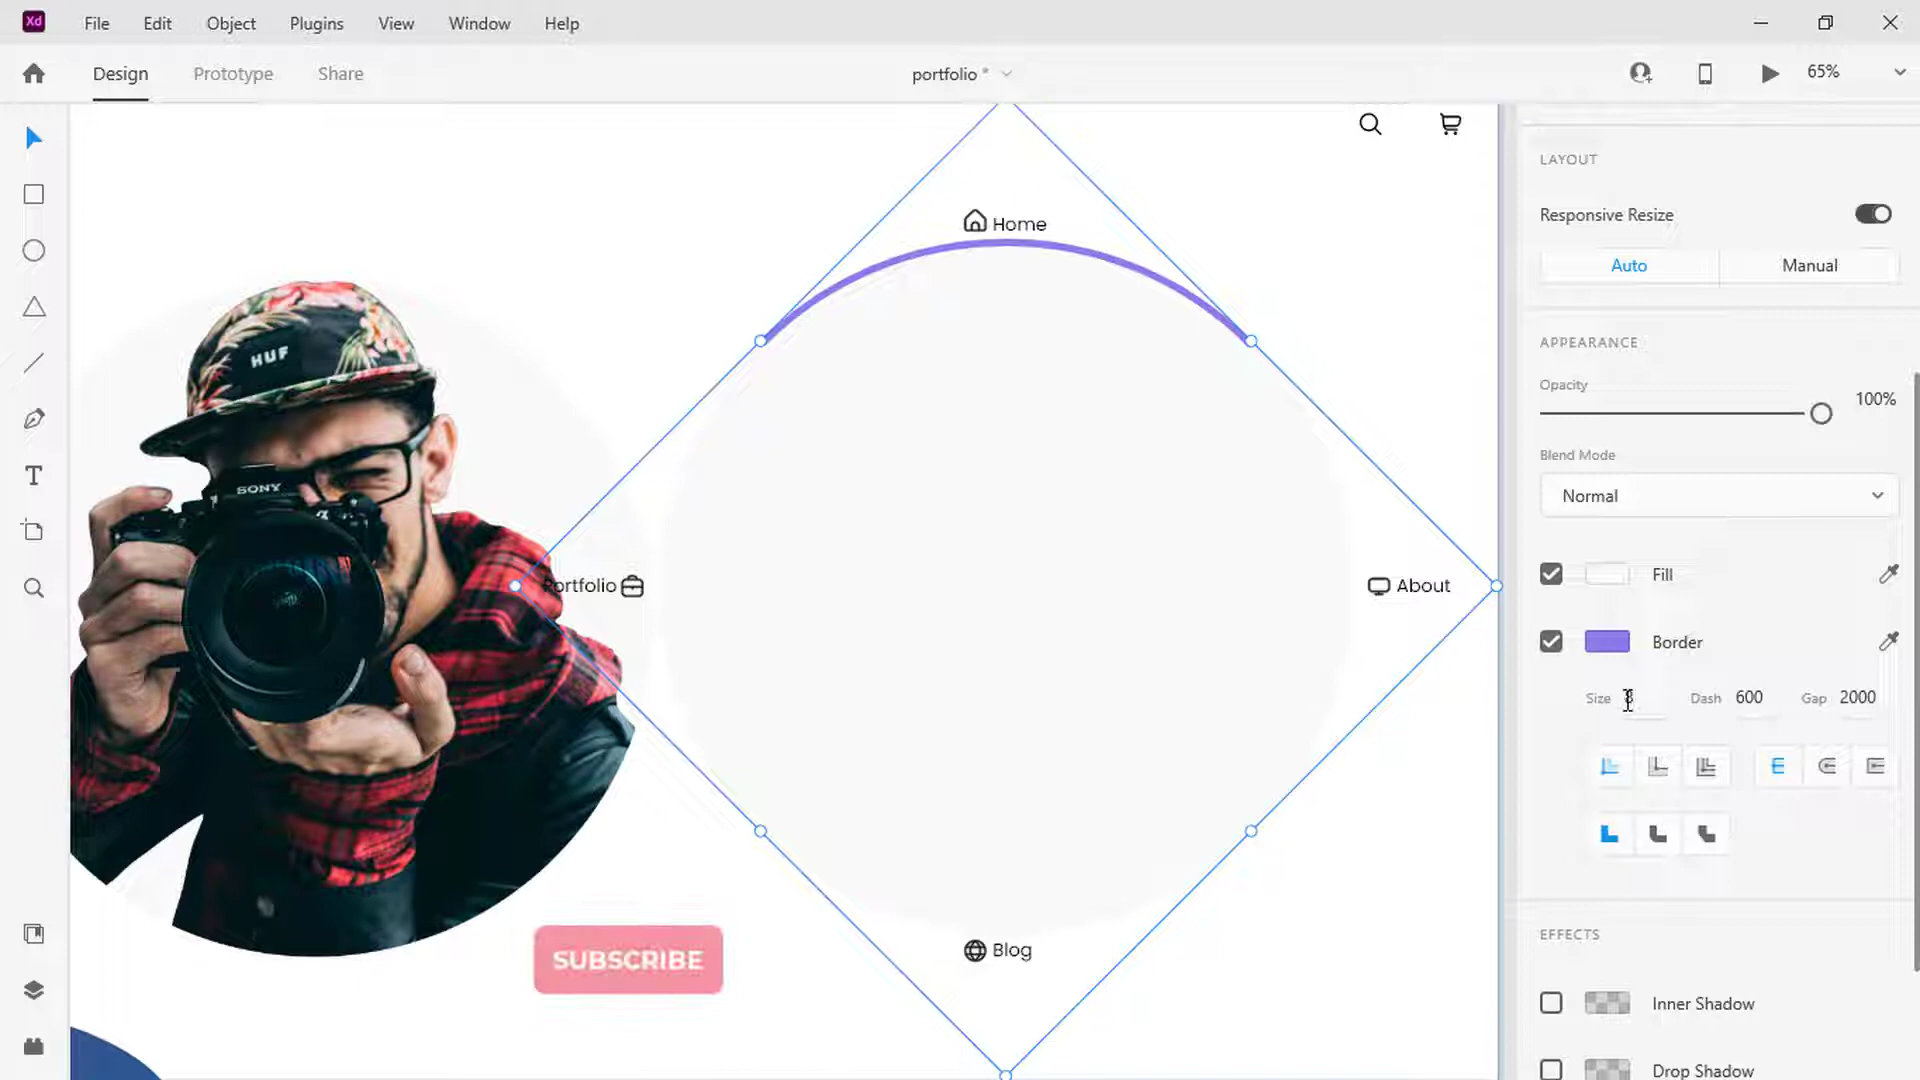 Xd File Edit Object Plugins View Window Help
Design Prototype Share portfolio * 65%
LAYOUT
Responsive Resize
Auto Manual
APPEARANCE
Opacity
100%
Blend Mode
Normal
Fill
Border
Size 8 Dash 600 Gap 2000
EFFECTS
Inner Shadow
Drop Shadow
Home
HUF
SONY
α
Portfolio
About
Blog
SUBSCRIBE
T